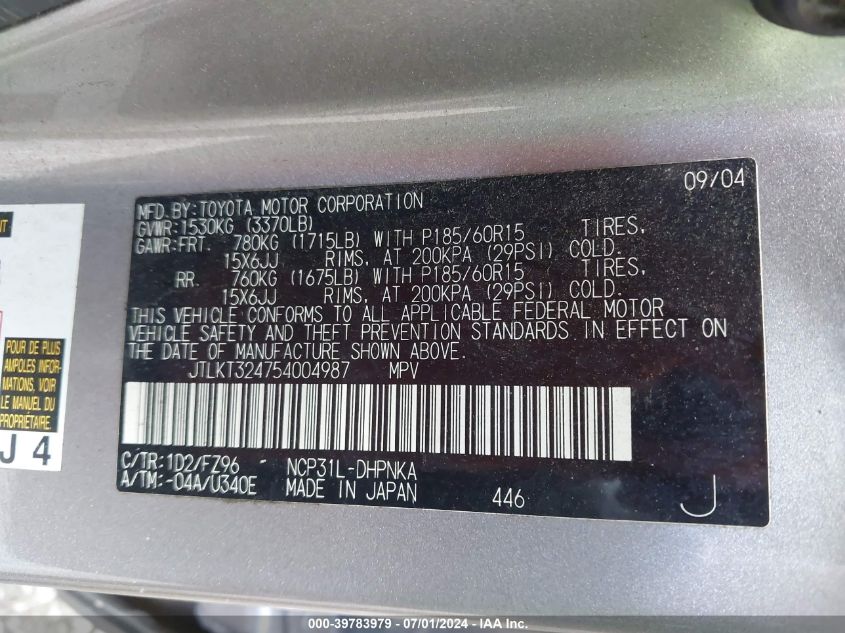 09/04
MFD.BY:TOYOTA MOTOR CORPORATION
GVWR:1530KG (3370LB)
GAWR:FRT. 780KG (1715LB) WITH P185/60R15 TIRES,
15X6JJ RIMS, AT 200KPA (29PSI) COLD.
RR. 760KG (1675LB) WITH P185/60R15 TIRES,
15X6JJ RIMS, AT 200KPA (29PSI) COLD.
THIS VEHICLE CONFORMS TO ALL APPLICABLE FEDERAL MOTOR
VEHICLE SAFETY AND THEFT PREVENTION STANDARDS IN EFFECT ON
THE DATE OF MANUFACTURE SHOWN ABOVE.
JTLKT324754004987 MPV
C/TR:1D2/FZ96 NCP31L-DHPNKA
A/TM:-04A/U340E MADE IN JAPAN 446 J
POUR DE PLUS
AMPOLES INFOR-
MATIONS, VOIR
LE MANUEL DU
PROPRIÉTAIRE.
J 4
000-39783979 - 07/01/2024 - IAAI.COM